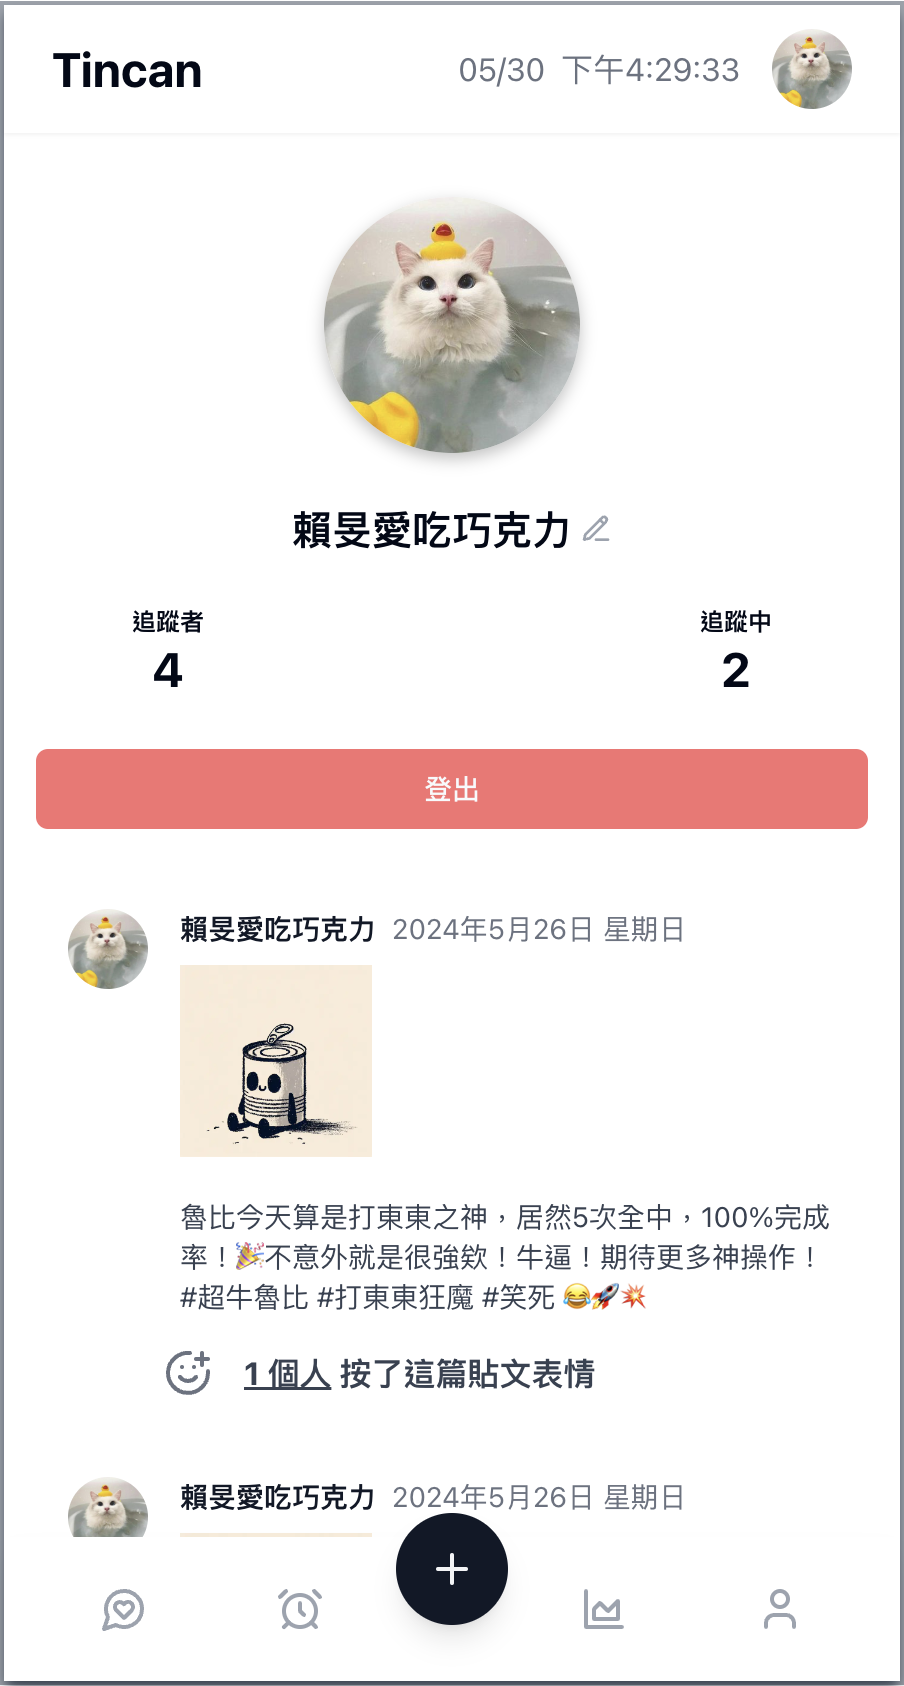 Tincan
05/30 下午4:29:33
賴旻愛吃巧克力
追蹤者
4
追蹤中
2
登出
賴旻愛吃巧克力 2024年5月26日 星期日
魯比今天算是打東東之神，居然5次全中，100%完成
率！🎉不意外就是很強欸！牛逼！期待更多神操作！
#超牛魯比 #打東東狂魔 #笑死 😂🚀💥
1 個人 按了這篇貼文表情
賴旻愛吃巧克力 2024年5月26日 星期日